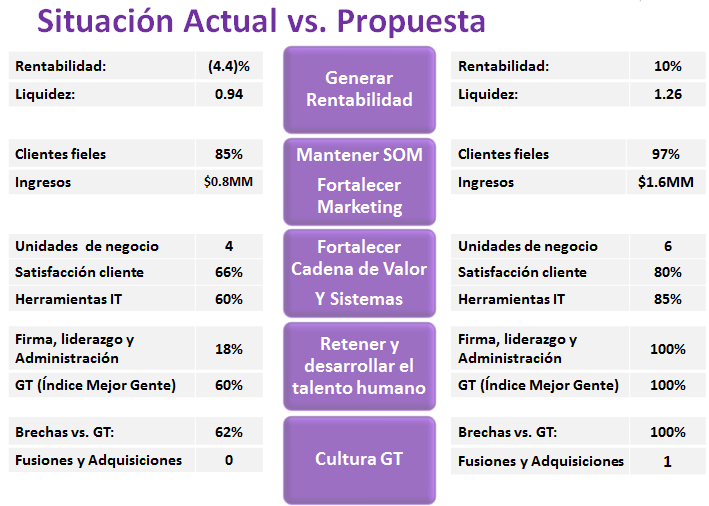 Situación Actual vs. Propuesta
Rentabilidad: (4.4)%
Liquidez: 0.94
Generar
Rentabilidad
Rentabilidad: 10%
Liquidez: 1.26
Clientes fieles 85%
Ingresos $0.8MM
Mantener SOM
Fortalecer
Marketing
Clientes fieles 97%
Ingresos $1.6MM
Unidades de negocio 4
Satisfacción cliente 66%
Herramientas IT 60%
Fortalecer
Cadena de Valor
Y Sistemas
Unidades de negocio 6
Satisfacción cliente 80%
Herramientas IT 85%
Firma, liderazgo y
Administración 18%
GT (Índice Mejor Gente) 60%
Retener y
desarrollar el
talento humano
Firma, liderazgo y
Administración 100%
GT (Índice Mejor Gente) 100%
Brechas vs. GT: 62%
Fusiones y Adquisiciones 0
Cultura GT
Brechas vs. GT: 100%
Fusiones y Adquisiciones 1